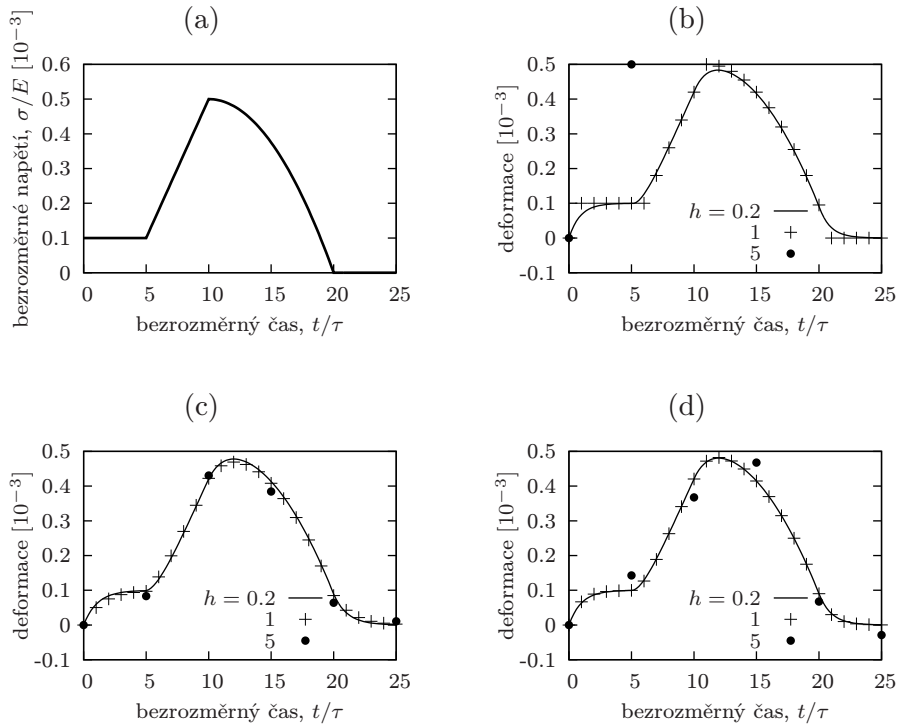 (a)
bezrozměrné napětí, σ/E [10⁻³]
0.6
0.5
0.4
0.3
0.2
0.1
0
0 5 10 15 20 25
bezrozměrný čas, t/τ
(b)
deformace [10⁻³]
0.5
0.4
0.3
0.2
0.1
0
-0.1
h = 0.2
1
5
0 5 10 15 20 25
bezrozměrný čas, t/τ
(c)
deformace [10⁻³]
0.5
0.4
0.3
0.2
0.1
0
-0.1
h = 0.2
1
5
0 5 10 15 20 25
bezrozměrný čas, t/τ
(d)
deformace [10⁻³]
0.5
0.4
0.3
0.2
0.1
0
-0.1
h = 0.2
1
5
0 5 10 15 20 25
bezrozměrný čas, t/τ